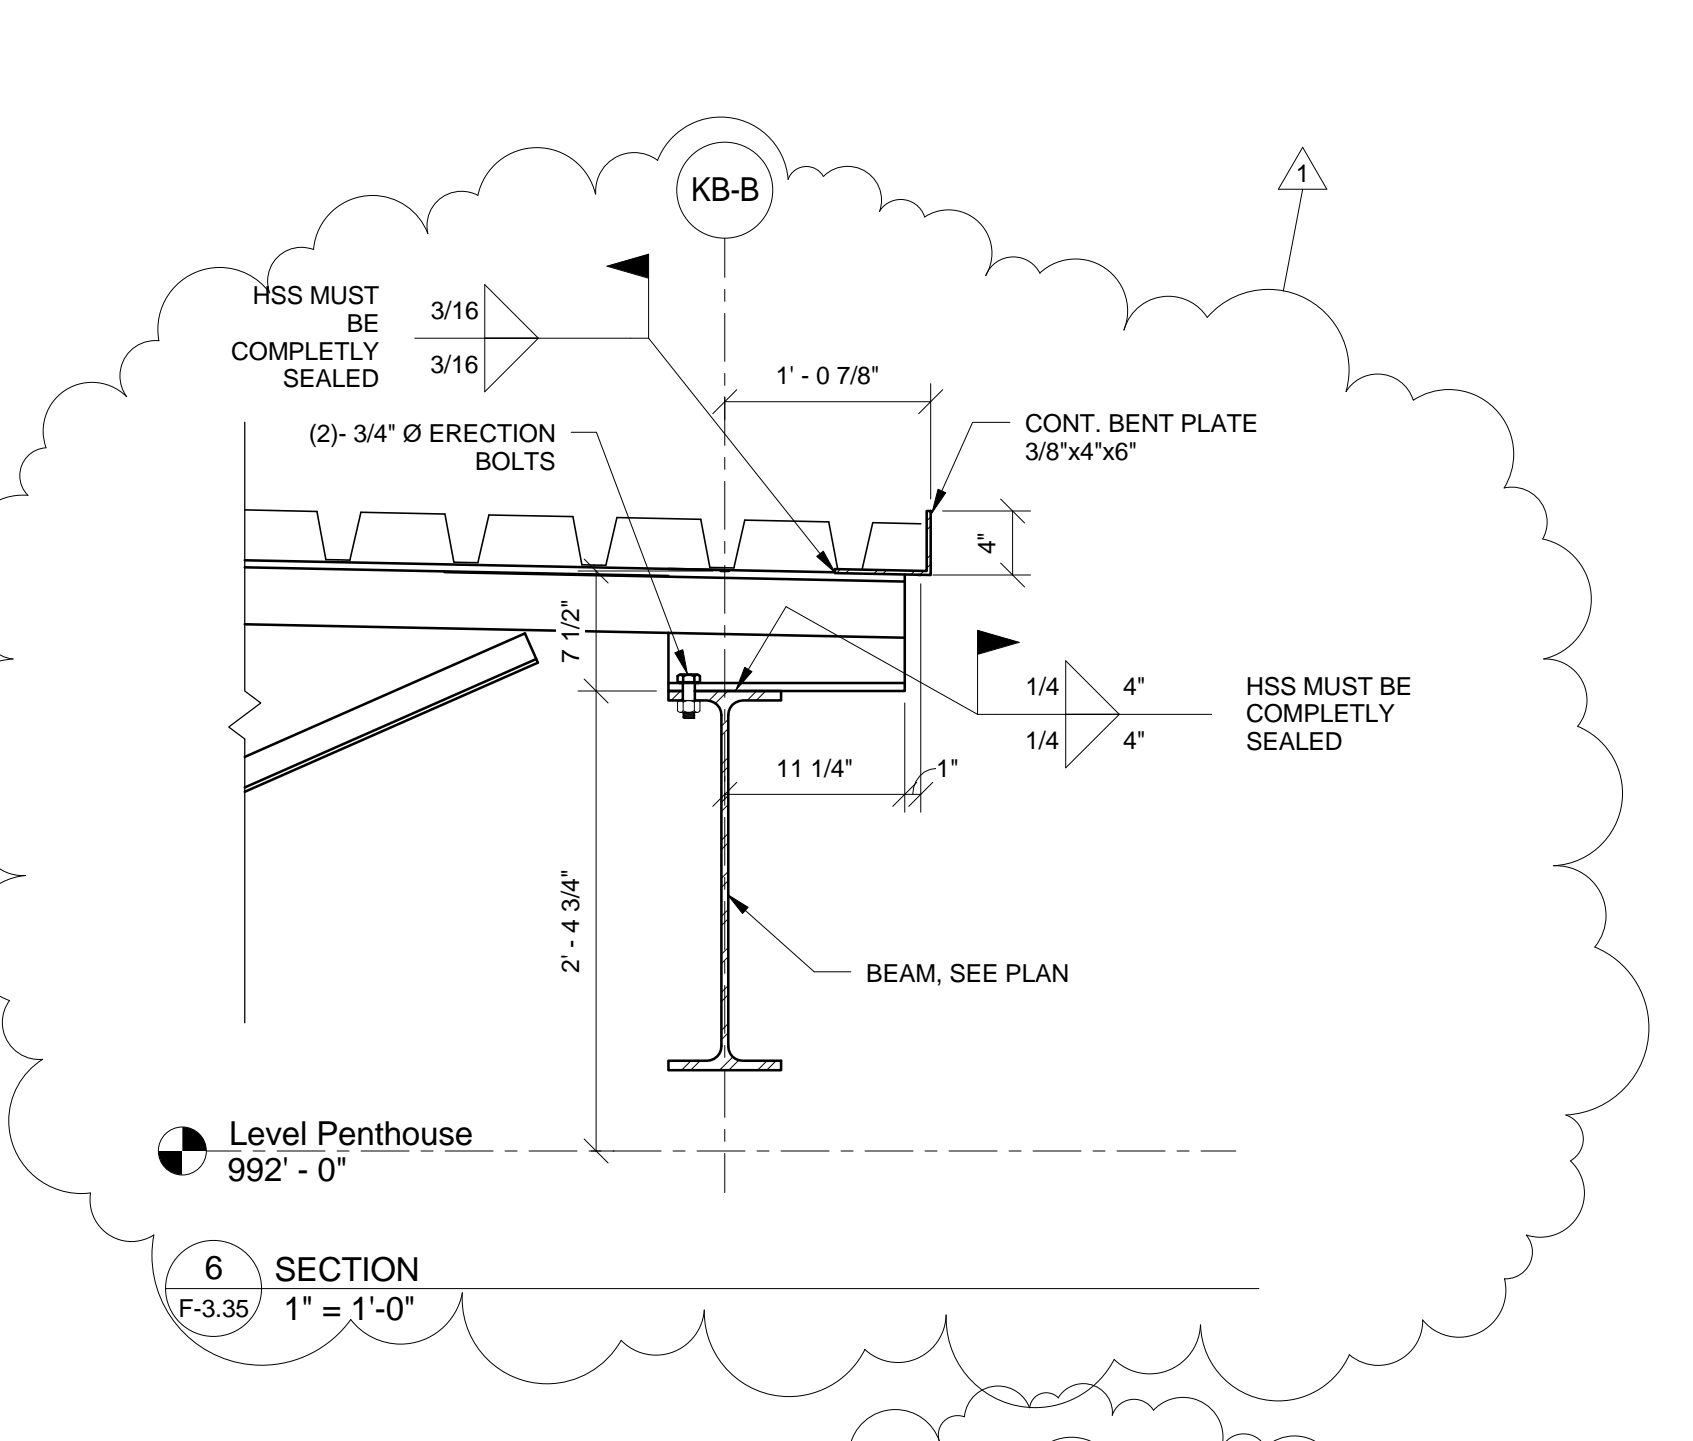 KB-B
1
HSS MUST
BE
COMPLETLY
SEALED
3/16
3/16
1' - 0 7/8"
(2)- 3/4" Ø ERECTION
BOLTS
CONT. BENT PLATE
3/8"x4"x6"
4"
7 1/2"
1/4 4"
1/4 4"
HSS MUST BE
COMPLETLY
SEALED
11 1/4"
1"
2' - 4 3/4"
BEAM, SEE PLAN
Level Penthouse
992' - 0"
6
F-3.35
SECTION
1" = 1'-0"